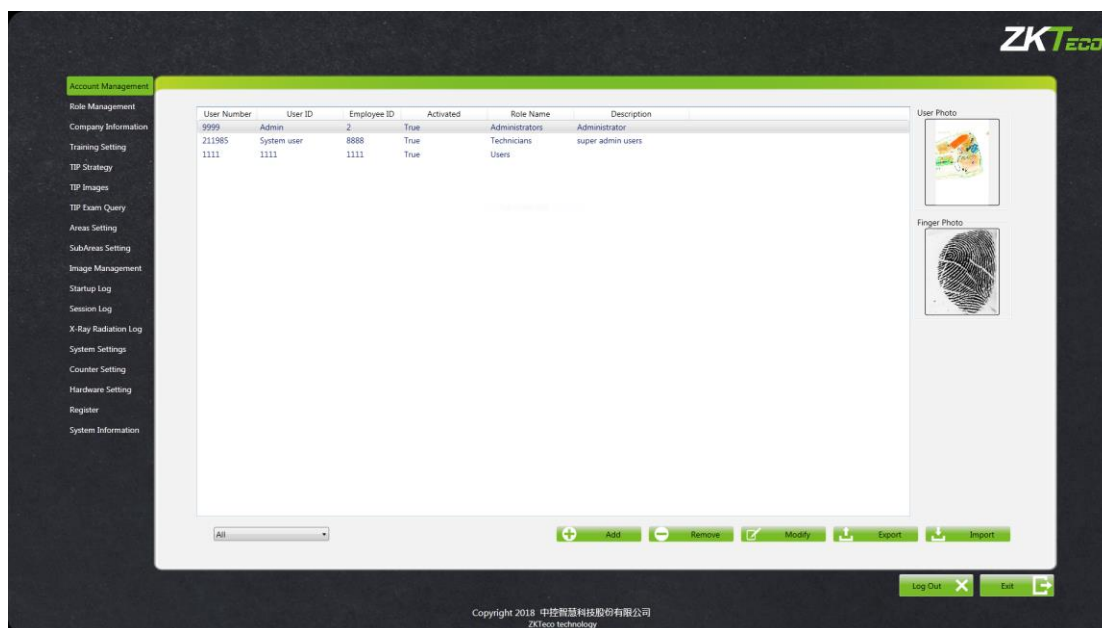 ZKTeco
Account Management
Role Management
Company Information
Training Setting
TIP Strategy
TIP Images
TIP Exam Query
Areas Setting
SubAreas Setting
Image Management
Startup Log
Session Log
X-Ray Radiation Log
System Settings
Counter Setting
Hardware Setting
Register
System Information
User Number User ID Employee ID Activated Role Name Description
9999 Admin 2 True Administrators Administrator
211985 System user 8888 True Technicians super admin users
1111 1111 1111 True Users
User Photo
Finger Photo
All Add Remove Modify Export Import
Log Out Exit
Copyright 2018 中控智慧科技股份有限公司
ZKTeco technology